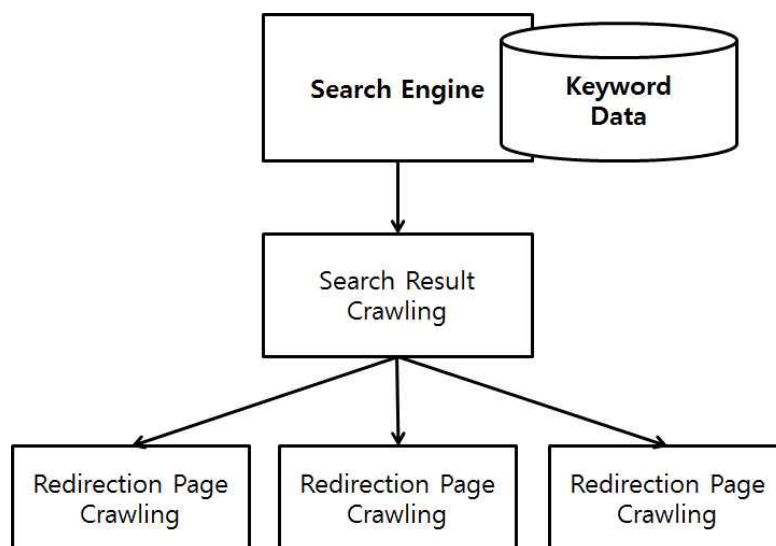 Search Engine
Keyword
Data
Search Result
Crawling
Redirection Page
Crawling
Redirection Page
Crawling
Redirection Page
Crawling